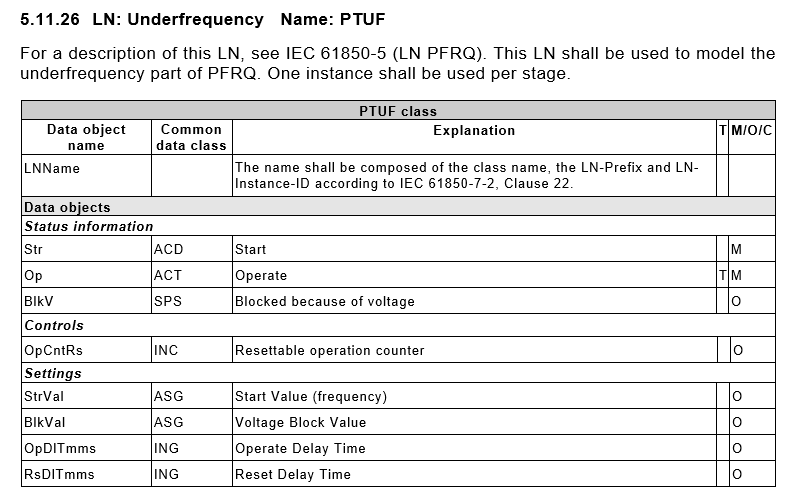 5.11.26 LN: Underfrequency Name: PTUF
For a description of this LN, see IEC 61850-5 (LN PFRQ). This LN shall be used to model the
underfrequency part of PFRQ. One instance shall be used per stage.
PTUF class
Data object name Common data class Explanation T M/O/C
LNName The name shall be composed of the class name, the LN-Prefix and LN-
Instance-ID according to IEC 61850-7-2, Clause 22.
Data objects
Status information
Str ACD Start M
Op ACT Operate T M
BlkV SPS Blocked because of voltage O
Controls
OpCntRs INC Resettable operation counter O
Settings
StrVal ASG Start Value (frequency) O
BlkVal ASG Voltage Block Value O
OpDlTmms ING Operate Delay Time O
RsDlTmms ING Reset Delay Time O